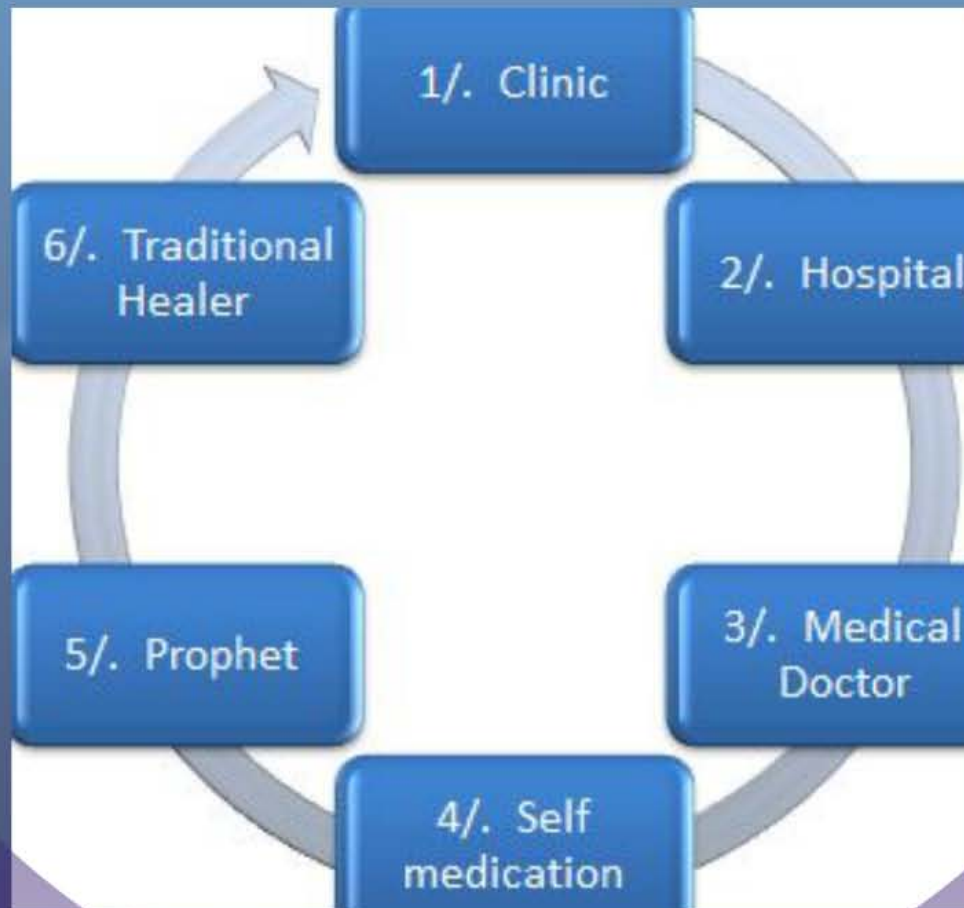 1/. Clinic
2/. Hospital
3/. Medical
Doctor
4/. Self
medication
5/. Prophet
6/. Traditional
Healer